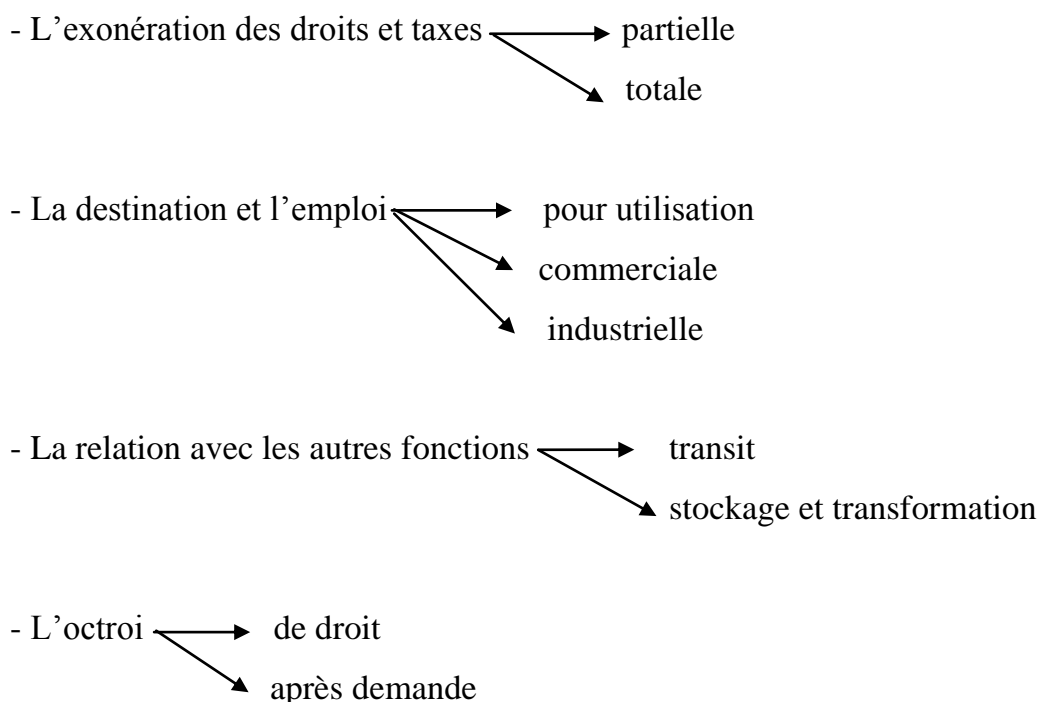 - L’exonération des droits et taxes partielle
totale
- La destination et l’emploi pour utilisation
commerciale
industrielle
- La relation avec les autres fonctions transit
stockage et transformation
- L’octroi de droit
après demande